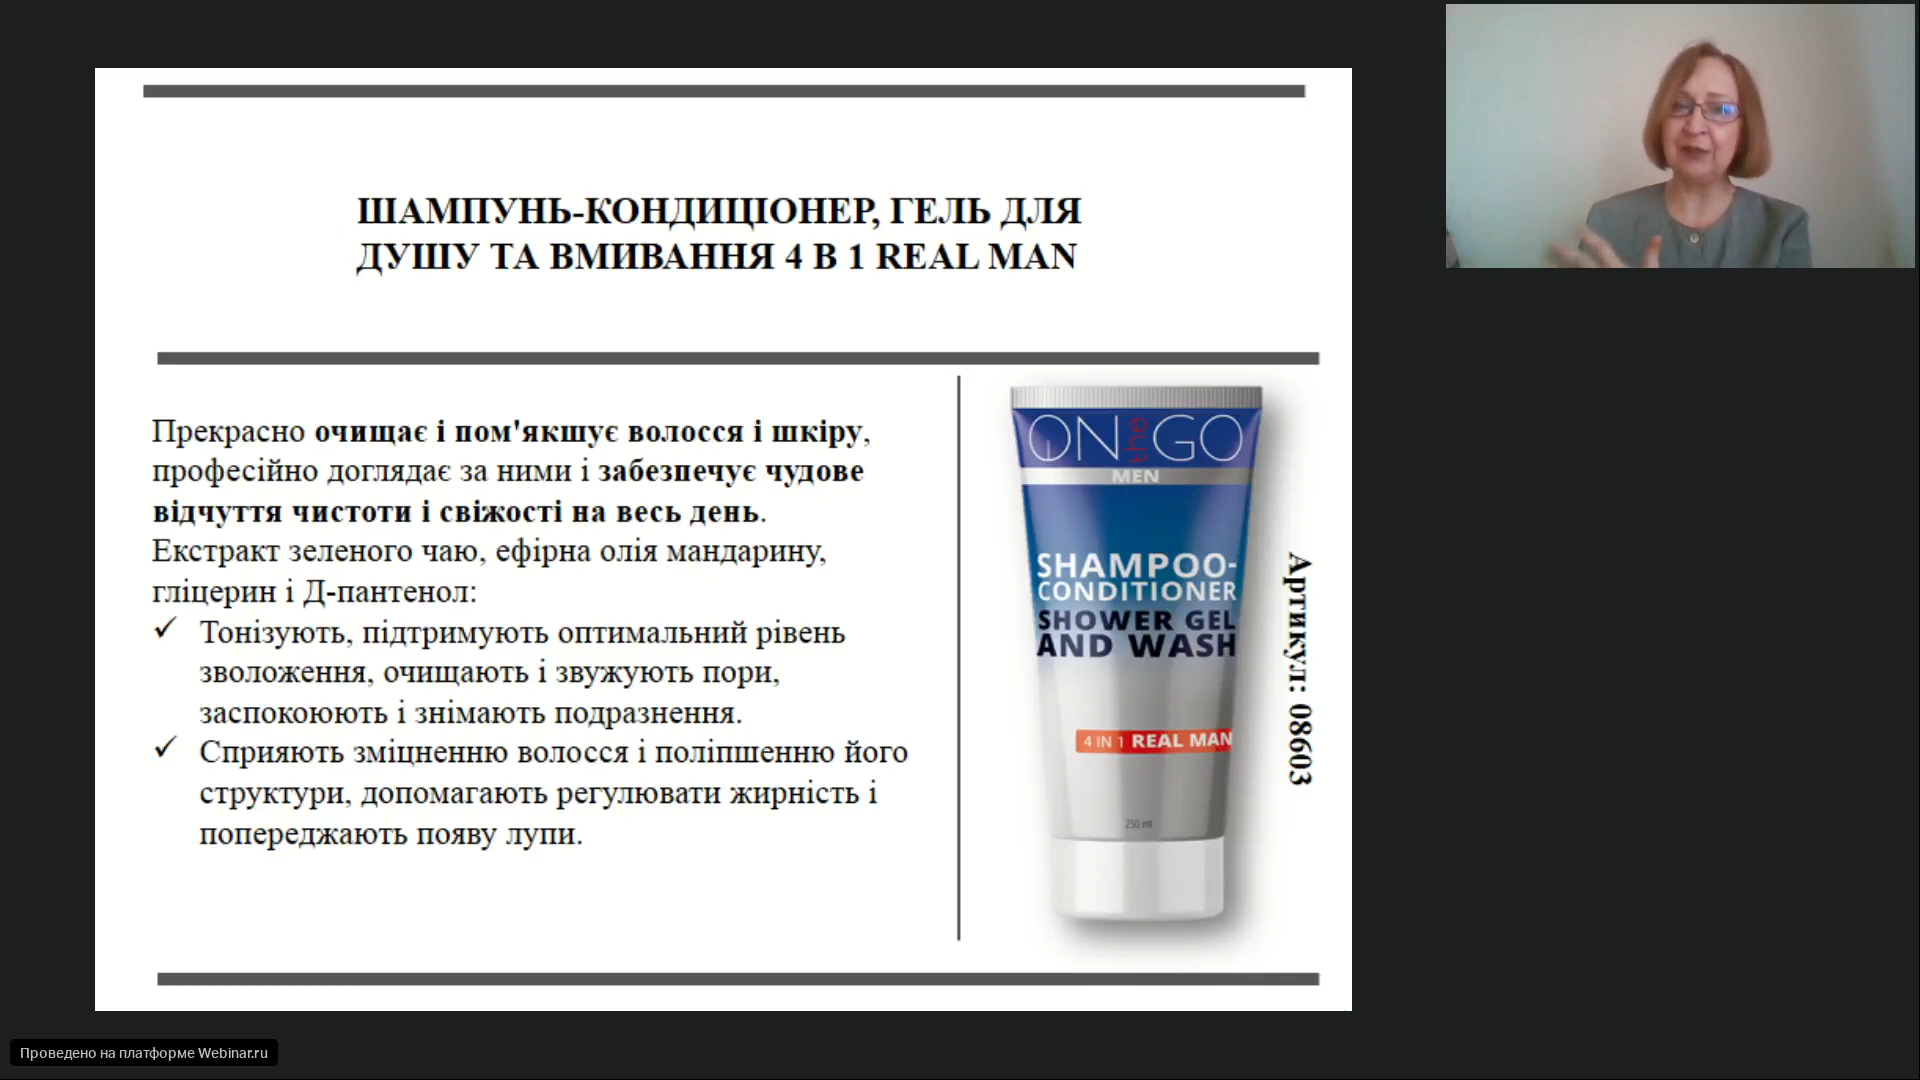 ШАМПУНЬ-КОНДИЦІОНЕР, ГЕЛЬ ДЛЯ
ДУШУ ТА ВМИВАННЯ 4 В 1 REAL MAN
Прекрасно очищає і пом'якшує волосся і шкіру,
професійно доглядає за ними і забезпечує чудове
відчуття чистоти і свіжості на весь день.
Екстракт зеленого чаю, ефірна олія мандарину,
гліцерин і Д-пантенол:
✓ Тонізують, підтримують оптимальний рівень
зволоження, очищають і звужують пори,
заспокоюють і знімають подразнення.
✓ Сприяють зміцненню волосся і поліпшенню його
структури, допомагають регулювати жирність і
попереджають появу лупи.
ON the GO
MEN
SHAMPOO-
CONDITIONER
SHOWER GEL
AND WASH
4 IN 1 REAL MAN
250 ml
Артикул: 08603
Проведено на платформе Webinar.ru